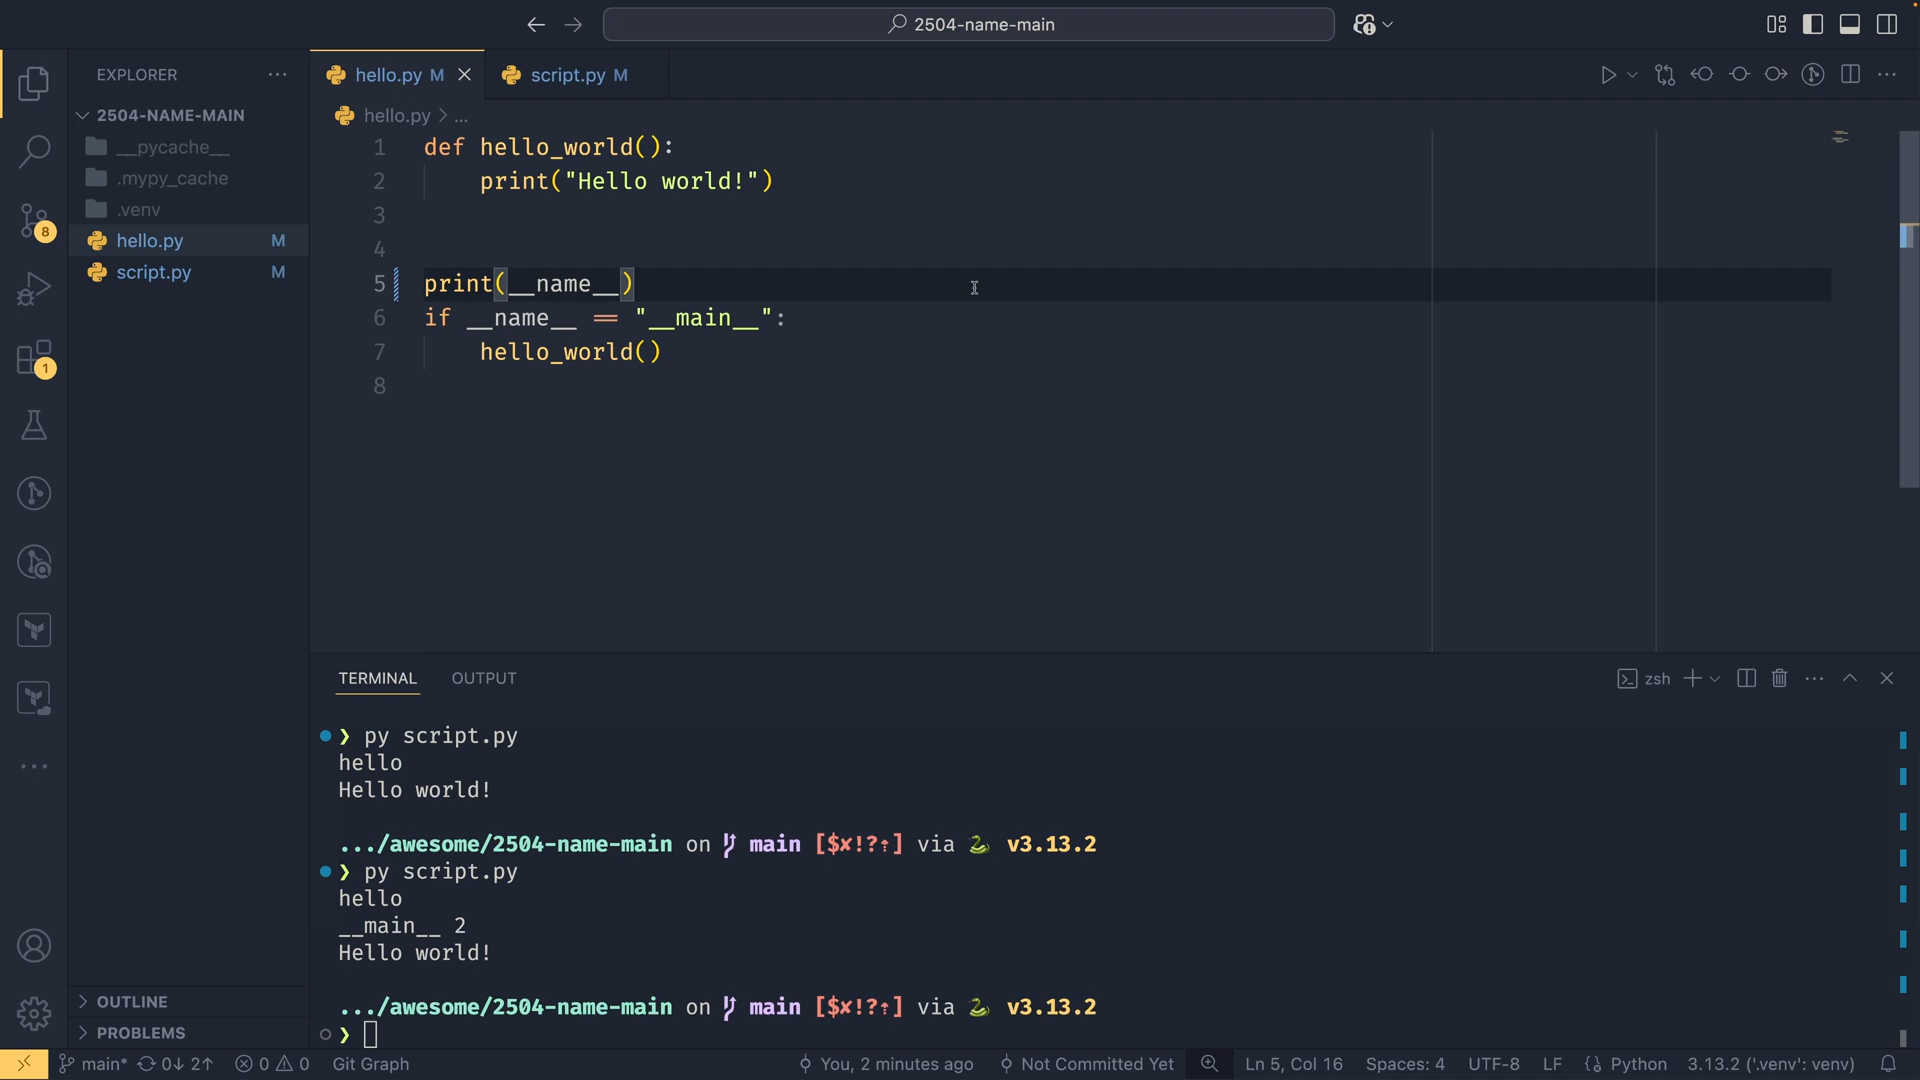 2504-name-main
EXPLORER
2504-NAME-MAIN
__pycache__
.mypy_cache
.venv
hello.py M
script.py M
OUTLINE
PROBLEMS
hello.py M
script.py M
hello.py > ...
1 def hello_world():
2 print("Hello world!")
3
4
5 print(__name__)
6 if __name__ == "__main__":
7 hello_world()
8
8
1
TERMINAL
OUTPUT
zsh
❯ py script.py
hello
Hello world!
.../awesome/2504-name-main on main [$✘!?⇡] via 🐍 v3.13.2
❯ py script.py
hello
__main__ 2
Hello world!
.../awesome/2504-name-main on main [$✘!?⇡] via 🐍 v3.13.2
❯
main* 0↓ 2↑ 0 0 Git Graph You, 2 minutes ago Not Committed Yet Ln 5, Col 16 Spaces: 4 UTF-8 LF {} Python 3.13.2 ('.venv': venv)